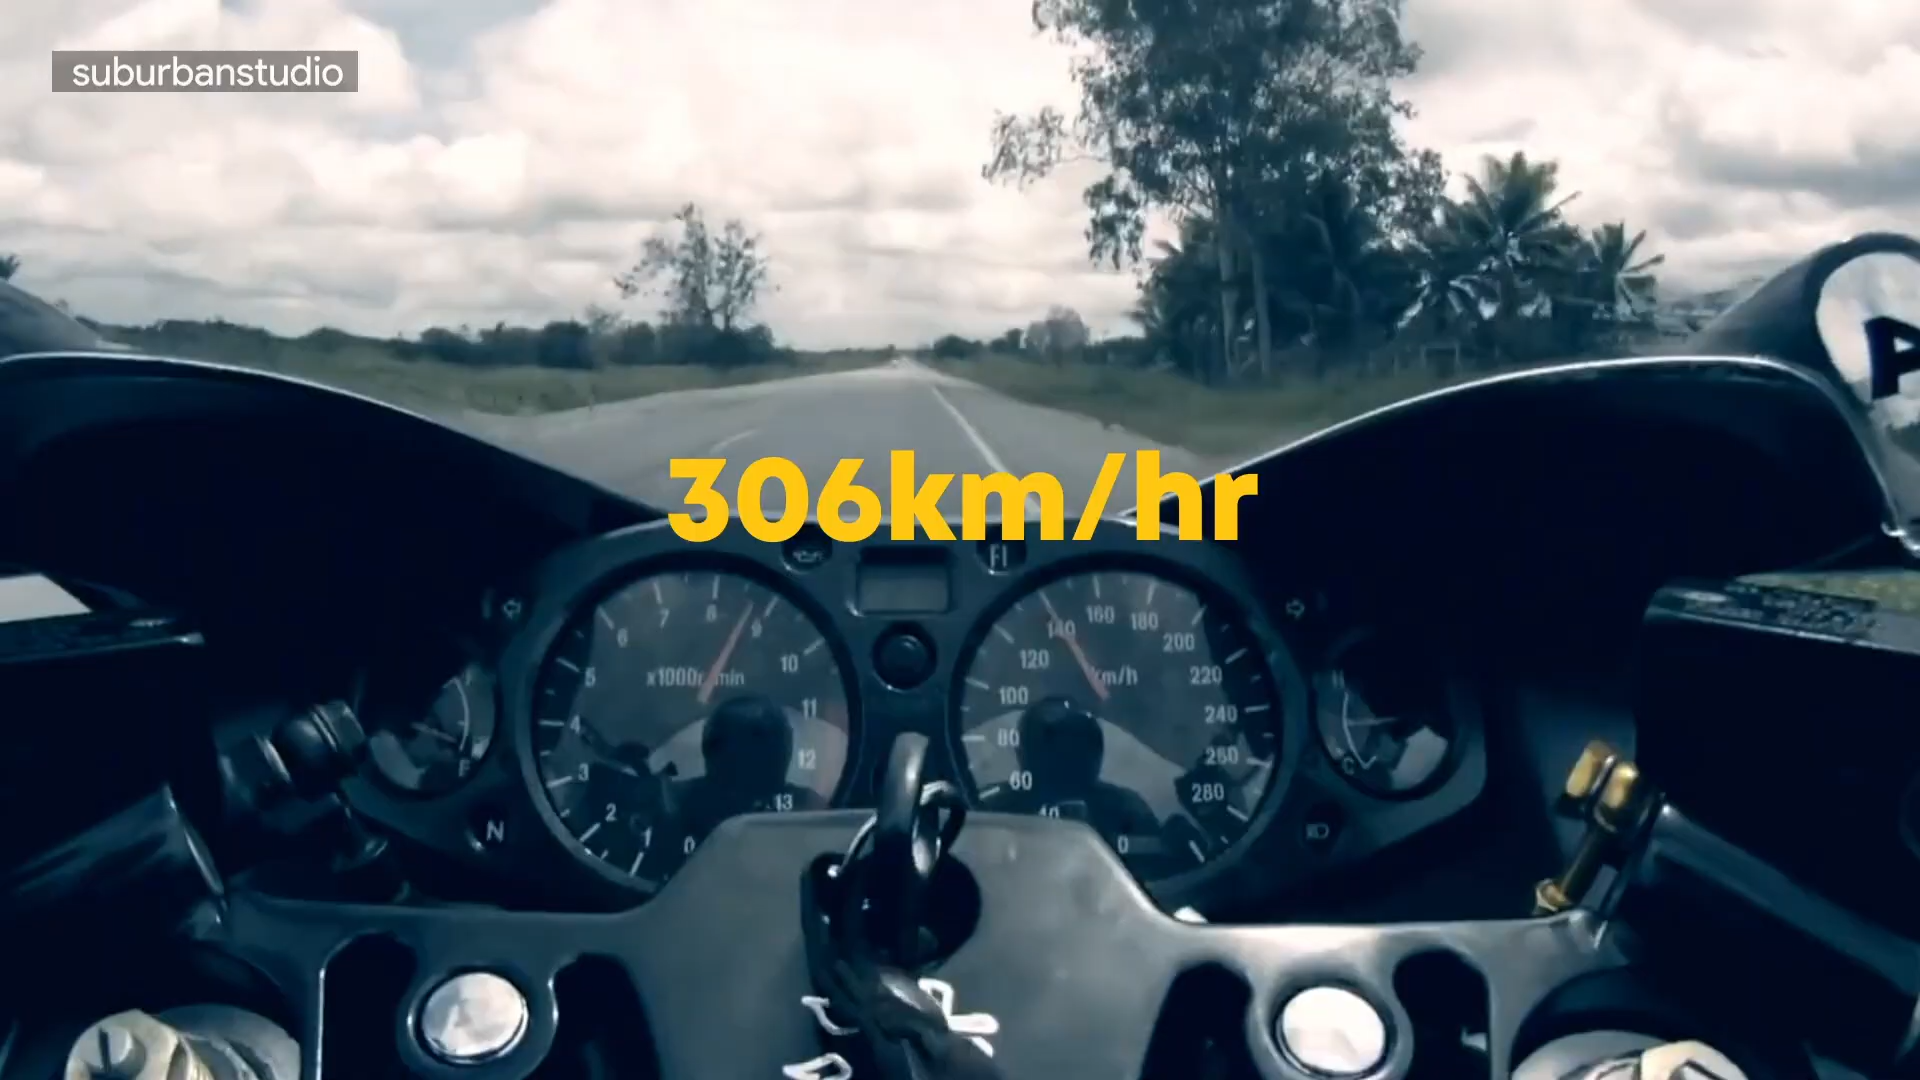 suburbanstudio
306km/hr
FI
5 6 7 8 9 10 11 12 13
x1000r/min
4
3
2
1
0
N
F
E
140 160 180 200 220 240 260 280
km/h
120
100
80
60
40
0
H
C
A